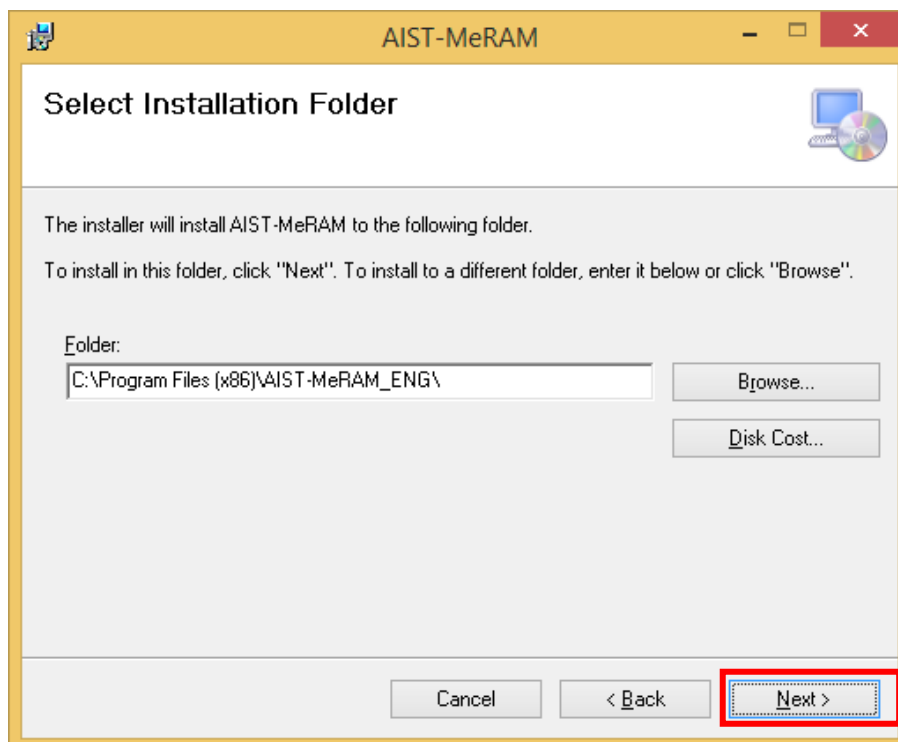 AIST-MeRAM
Select Installation Folder
The installer will install AIST-MeRAM to the following folder.
To install in this folder, click "Next". To install to a different folder, enter it below or click "Browse".
Folder:
C:\Program Files (x86)\AIST-MeRAM_ENG\
Browse...
Disk Cost...
Cancel
< Back
Next >